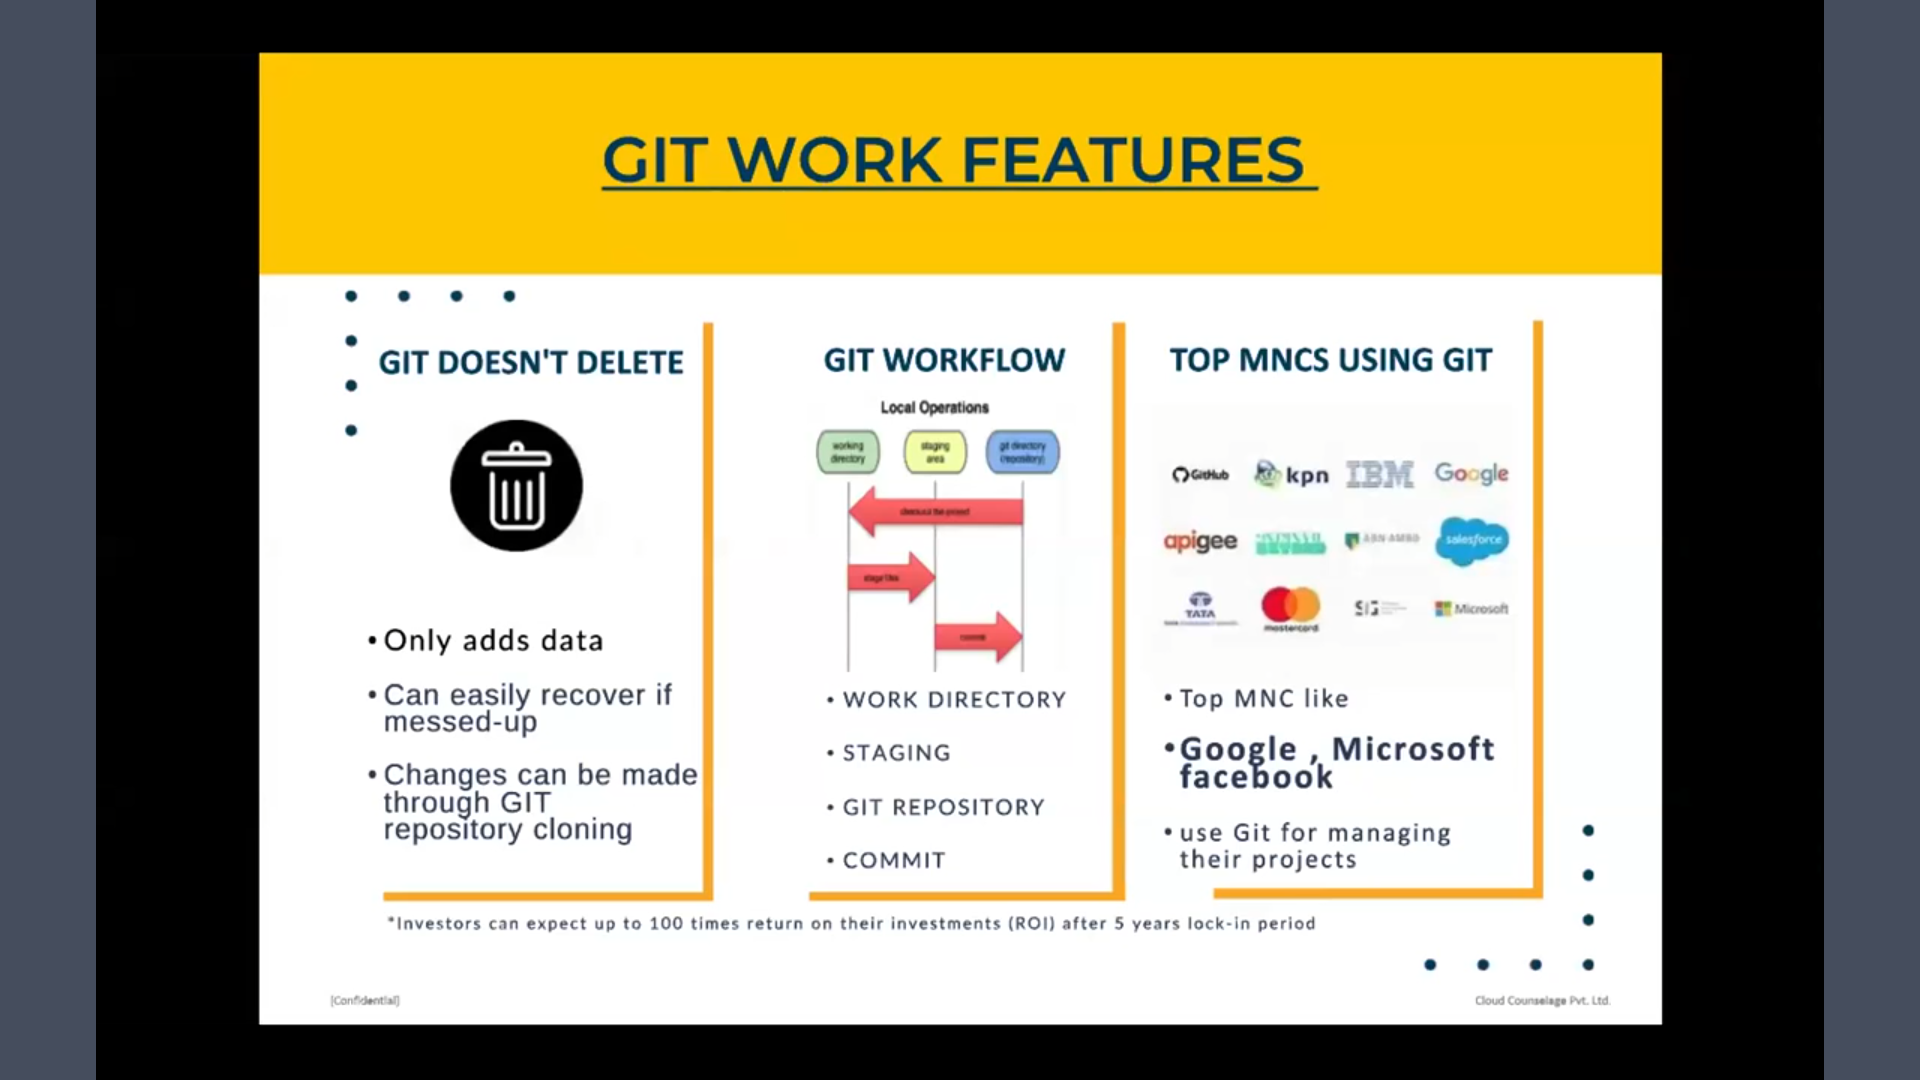 GIT WORK FEATURES
GIT DOESN'T DELETE
• Only adds data
• Can easily recover if
messed-up
• Changes can be made
through GIT
repository cloning
GIT WORKFLOW
Local Operations
working
directory
staging
area
git directory
(repository)
checkout the project
stage files
commit
• WORK DIRECTORY
• STAGING
• GIT REPOSITORY
• COMMIT
TOP MNCS USING GIT
GitHub
kpn
IBM
Google
apigee
ABN·AMRO
salesforce
TATA
mastercard
SIG
Microsoft
• Top MNC like
• Google , Microsoft
facebook
• use Git for managing
their projects
*Investors can expect up to 100 times return on their investments (ROI) after 5 years lock-in period
[Confidential]
Cloud Counselage Pvt. Ltd.